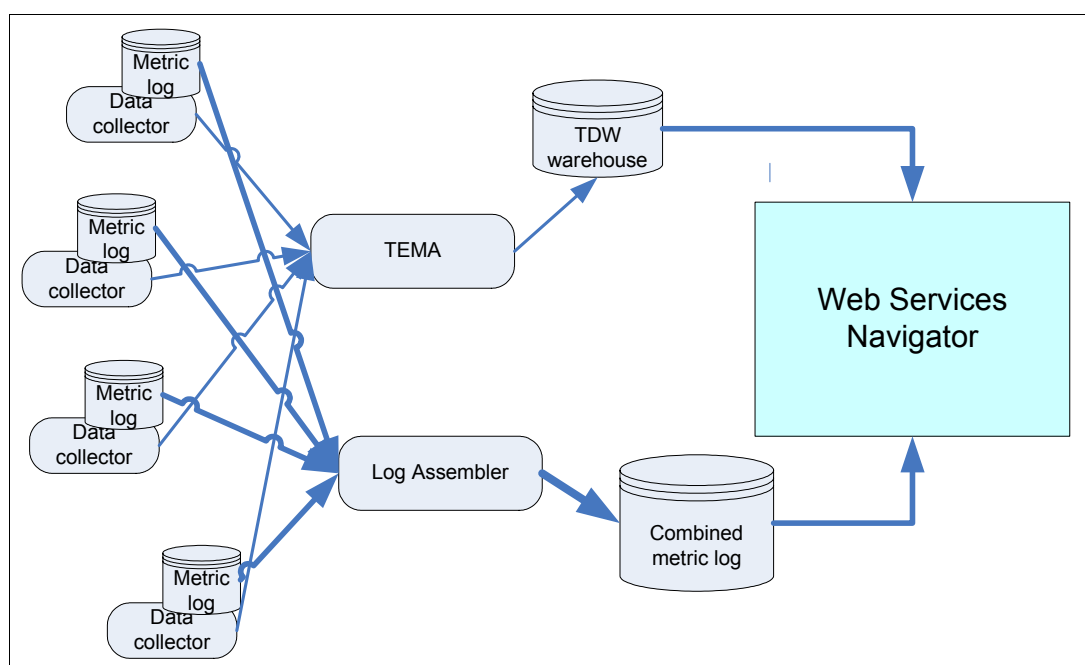 Metric
log
Data
collector
Metric
log
Data
collector
Metric
log
Data
collector
Metric
log
Data
collector
TEMA
Log Assembler
TDW
warehouse
Combined
metric log
Web Services
Navigator